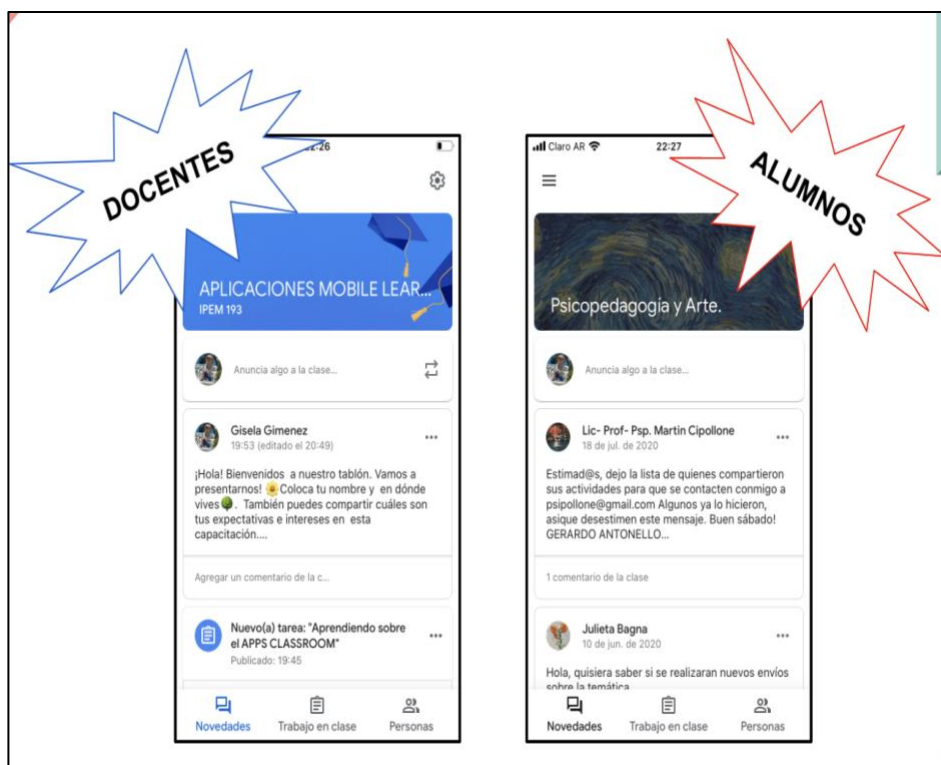 DOCENTES
22:26
APLICACIONES MOBILE LEAR...
IPEM 193
Anuncia algo a la clase...
Gisela Gimenez
19:53 (editado el 20:49)
¡Hola! Bienvenidos a nuestro tablón. Vamos a
presentarnos! 🌼Coloca tu nombre y en dónde
vives🌳. También puedes compartir cuáles son
tus expectativas e intereses en esta
capacitación....
Agregar un comentario de la c...
Nuevo(a) tarea: "Aprendiendo sobre
el APPS CLASSROOM"
Publicado: 19:45
Novedades Trabajo en clase Personas
ALUMNOS
Claro AR 22:27
Psicopedagogía y Arte.
Anuncia algo a la clase...
Lic- Prof- Psp. Martin Cipollone
18 de jul. de 2020
Estimad@s, dejo la lista de quienes compartieron
sus actividades para que se contacten conmigo a
psipollone@gmail.com Algunos ya lo hicieron,
asique desestimen este mensaje. Buen sábado!
GERARDO ANTONELLO...
1 comentario de la clase
Julieta Bagna
10 de jun. de 2020
Hola, quisiera saber si se realizaran nuevos envíos
sobre la temática
Novedades Trabajo en clase Personas